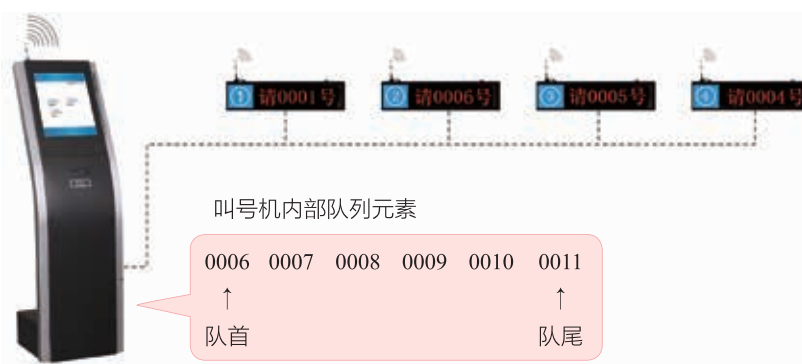 ① 请0001号
② 请0006号
③ 请0005号
④ 请0004号
叫号机内部队列元素
0006 0007 0008 0009 0010 0011
↑ ↑
队首 队尾